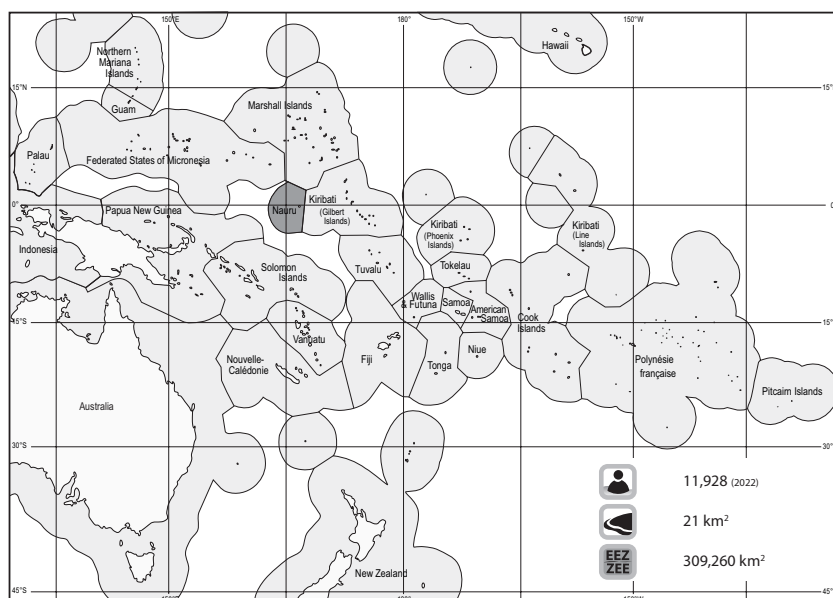 150°E
180°
150°W
Hawaii
Northern
Mariana
Islands
15°N
15°N
Guam
Marshall Islands
Palau
Federated States of Micronesia
0°
0°
Nauru
Kiribati
(Gilbert
Islands)
Papua New Guinea
Kiribati
(Phoenix
Islands)
Kiribati
(Line
Islands)
Indonesia
Solomon
Islands
Tuvalu
Tokelau
Wallis
& Futuna
Samoa
American
Samoa
Cook
Islands
15°S
15°S
Vanuatu
Nouvelle-
Calédonie
Fiji
Tonga
Niue
Polynésie
française
Pitcairn Islands
Australia
30°S
30°S
11,928 (2022)
21 km²
EEZ
ZEE
309,260 km²
New Zealand
45°S
45°S
150°E
180°
150°W